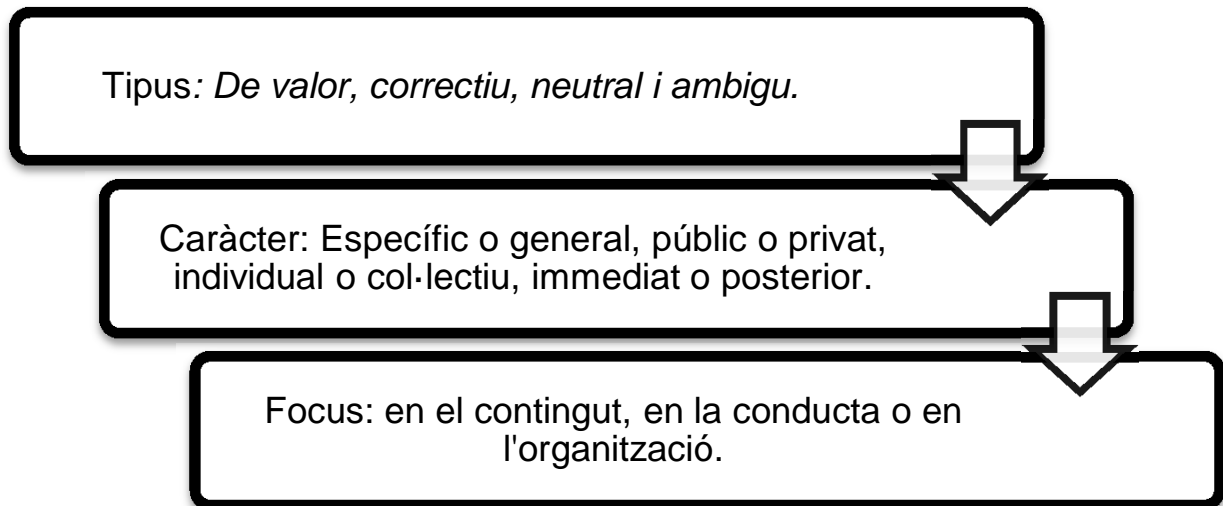 Tipus: De valor, correctiu, neutral i ambigu.
Caràcter: Específic o general, públic o privat,
individual o col·lectiu, immediat o posterior.
Focus: en el contingut, en la conducta o en
l'organització.